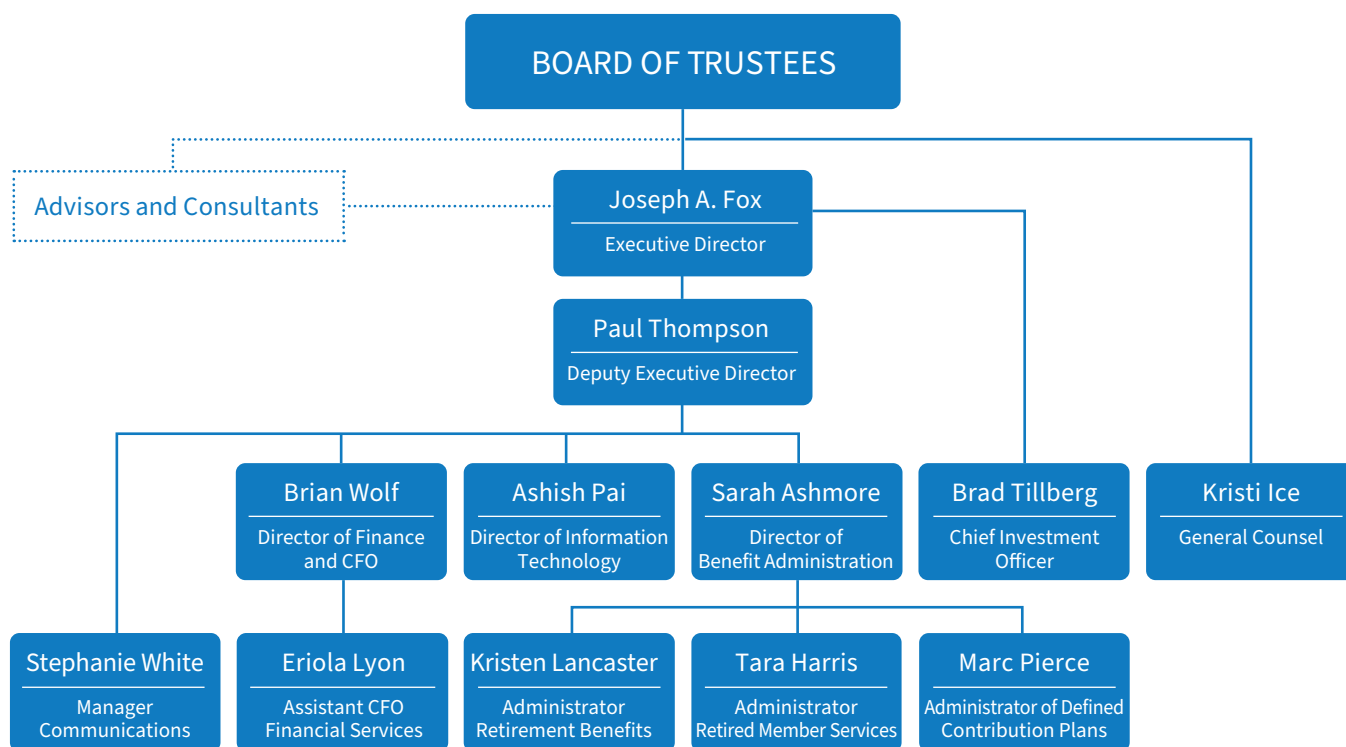 BOARD OF TRUSTEES
Advisors and Consultants
Joseph A. Fox
Executive Director
Paul Thompson
Deputy Executive Director
Brian Wolf
Director of Finance
and CFO
Ashish Pai
Director of Information
Technology
Sarah Ashmore
Director of
Benefit Administration
Brad Tillberg
Chief Investment
Officer
Kristi Ice
General Counsel
Stephanie White
Manager
Communications
Eriola Lyon
Assistant CFO
Financial Services
Kristen Lancaster
Administrator
Retirement Benefits
Tara Harris
Administrator
Retired Member Services
Marc Pierce
Administrator of Defined
Contribution Plans